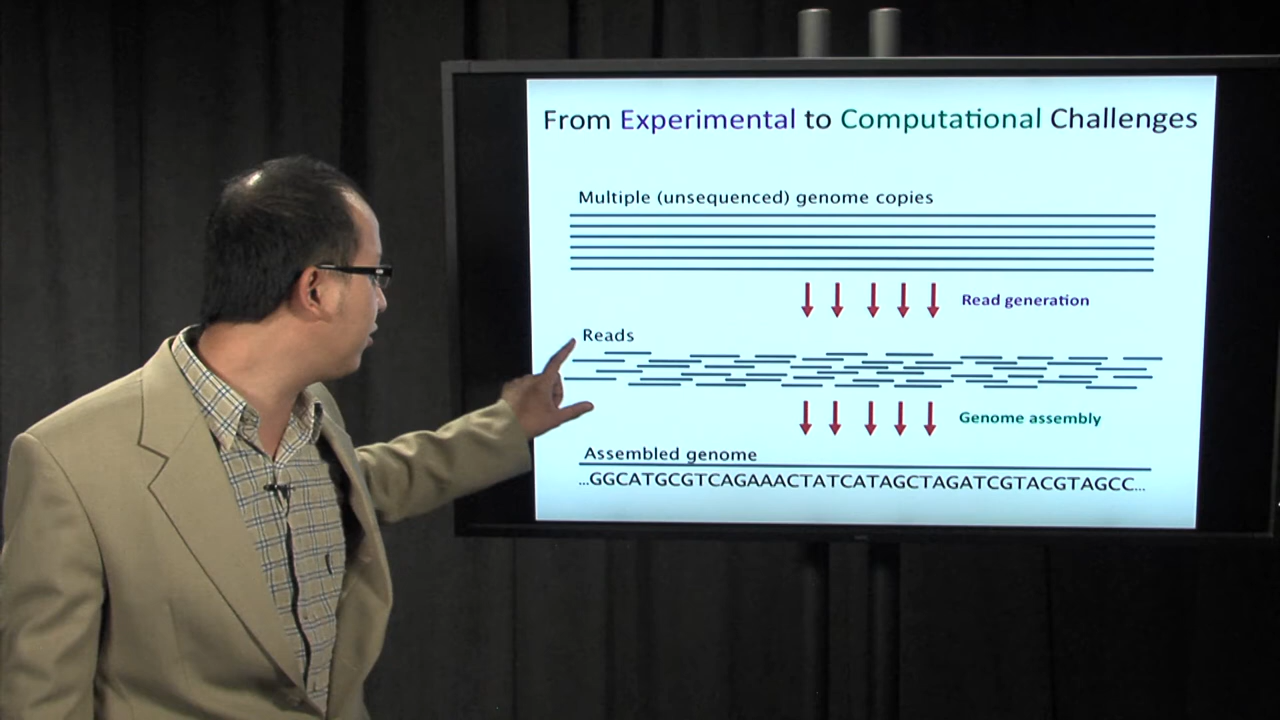 From Experimental to Computational Challenges
Multiple (unsequenced) genome copies
Read generation
Reads
Genome assembly
Assembled genome
...GGCATGCGTCAGAAACTATCATAGCTAGATCGTACGTAGCC...